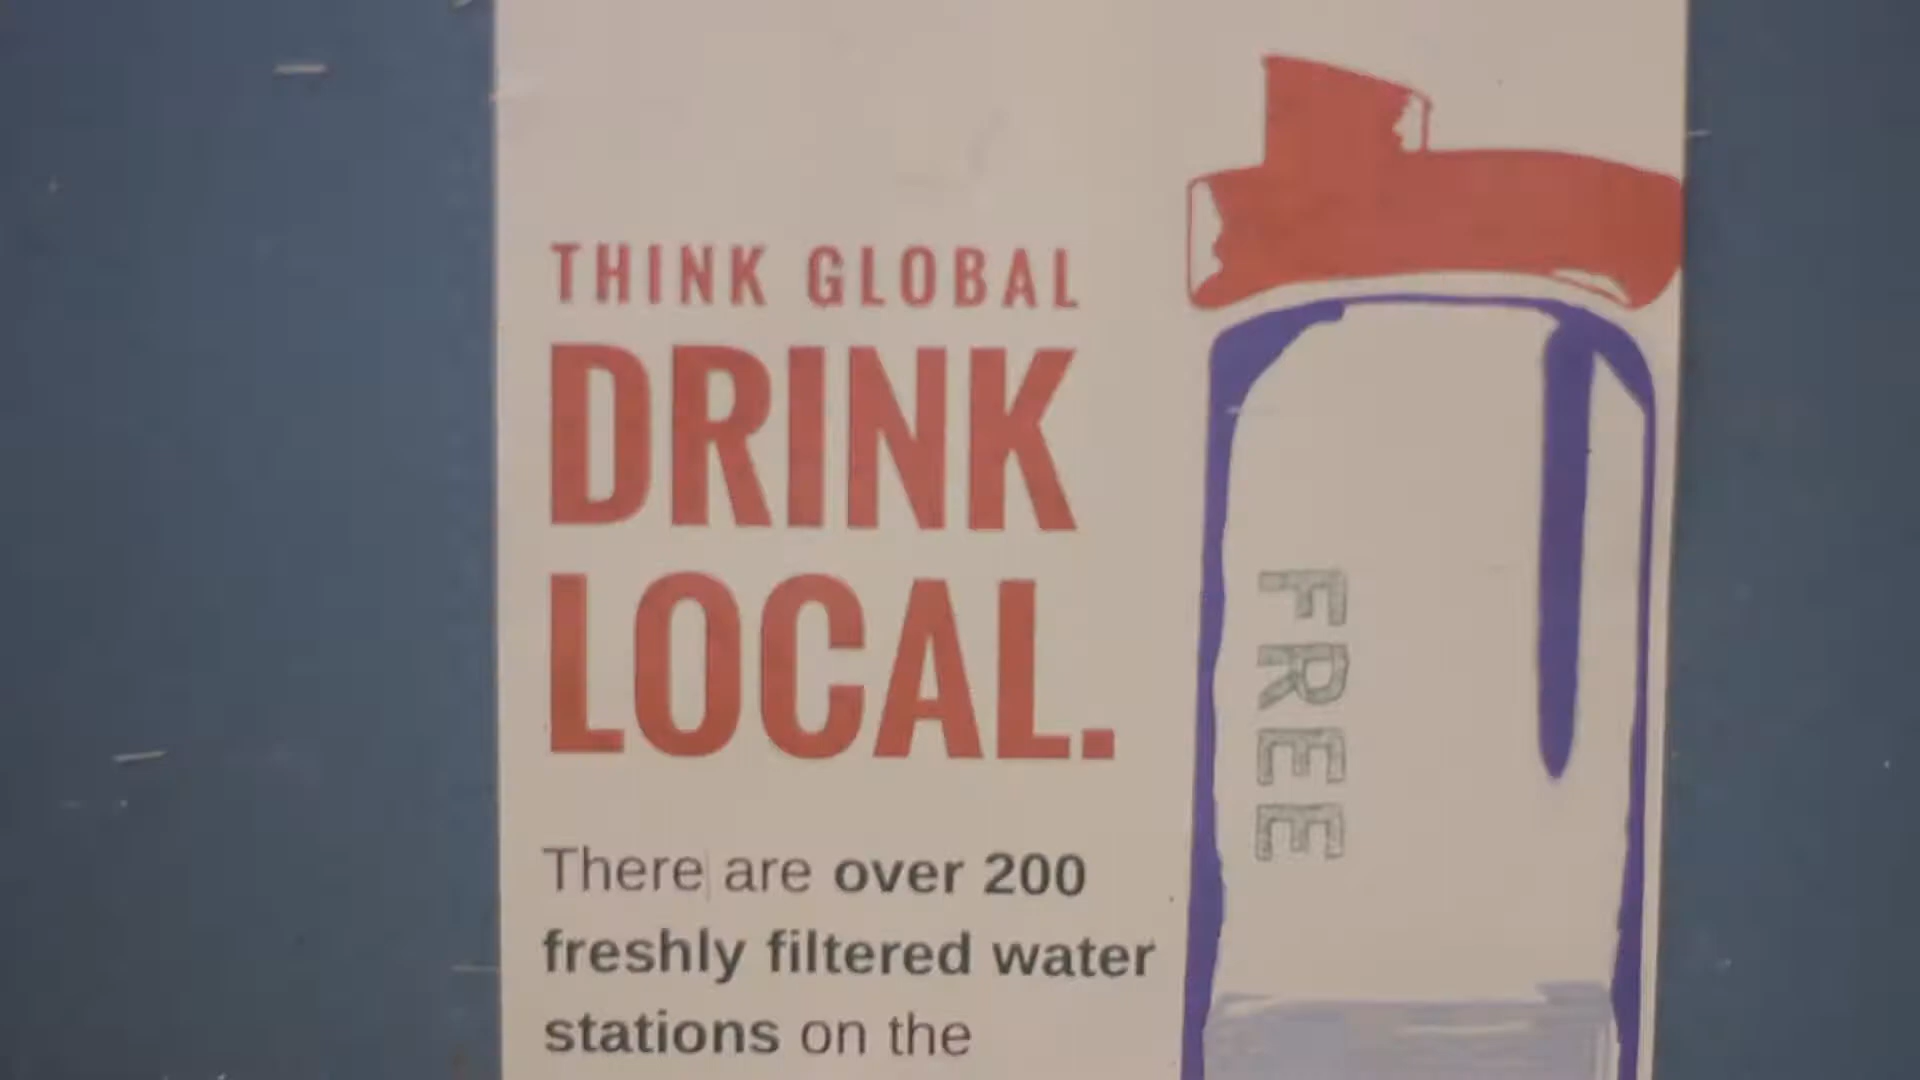 THINK GLOBAL
DRINK
LOCAL.
There are over 200
freshly filtered water
stations on the
FREE